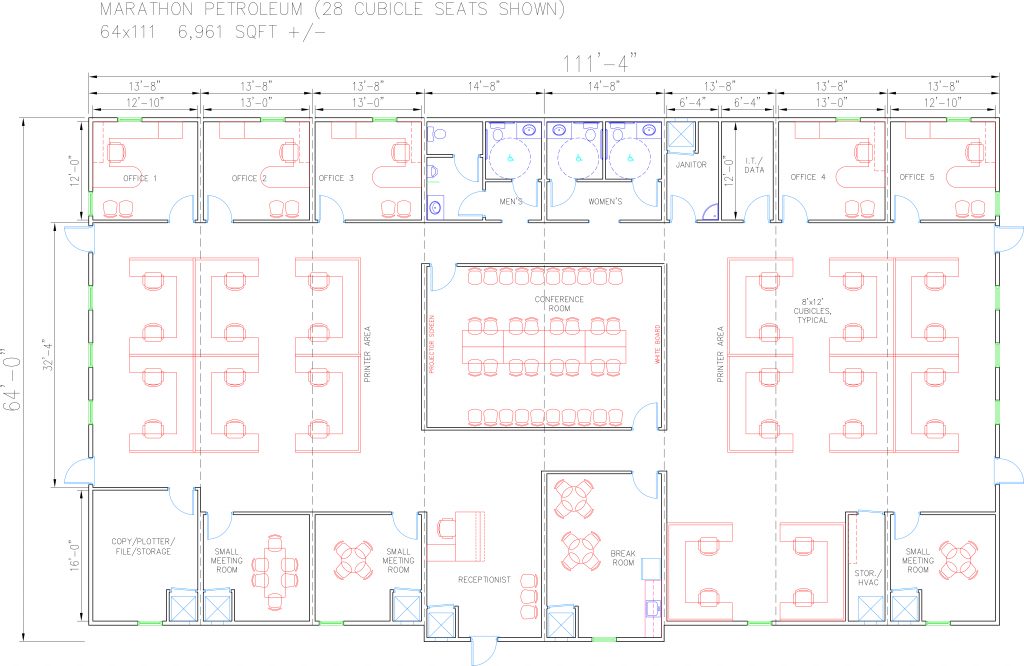 MARATHON PETROLEUM (28 CUBICLE SEATS SHOWN)
64x111 6,961 SQFT +/-
111'-4"
13'-8" 13'-8" 13'-8" 14'-8" 14'-8" 13'-8" 13'-8" 13'-8"
12'-10" 13'-0" 13'-0" 6'-4" 6'-4" 13'-0" 12'-10"
12'-0"
OFFICE 1
OFFICE 2
OFFICE 3
MEN'S
WOMEN'S
JANITOR
12'-0"
I.T./
DATA
OFFICE 4
OFFICE 5
64'-0"
32'-4"
PRINTER AREA
PROJECTOR SCREEN
CONFERENCE
ROOM
WHITE BOARD
PRINTER AREA
8'x12'
CUBICLES,
TYPICAL
16'-0"
COPY/PLOTTER/
FILE/STORAGE
SMALL
MEETING
ROOM
SMALL
MEETING
ROOM
RECEPTIONIST
BREAK
ROOM
STOR./
HVAC
SMALL
MEETING
ROOM